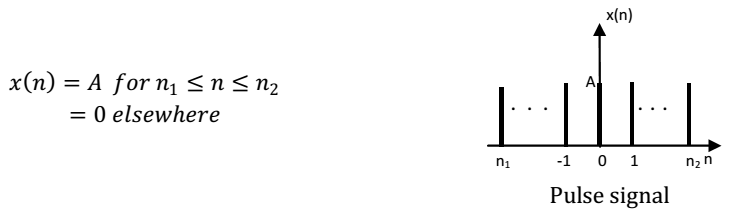 x(n) = A for n₁ ≤ n ≤ n₂
= 0 elsewhere
x(n)
A
. . . . . .
n₁ -1 0 1 n₂ n
Pulse signal